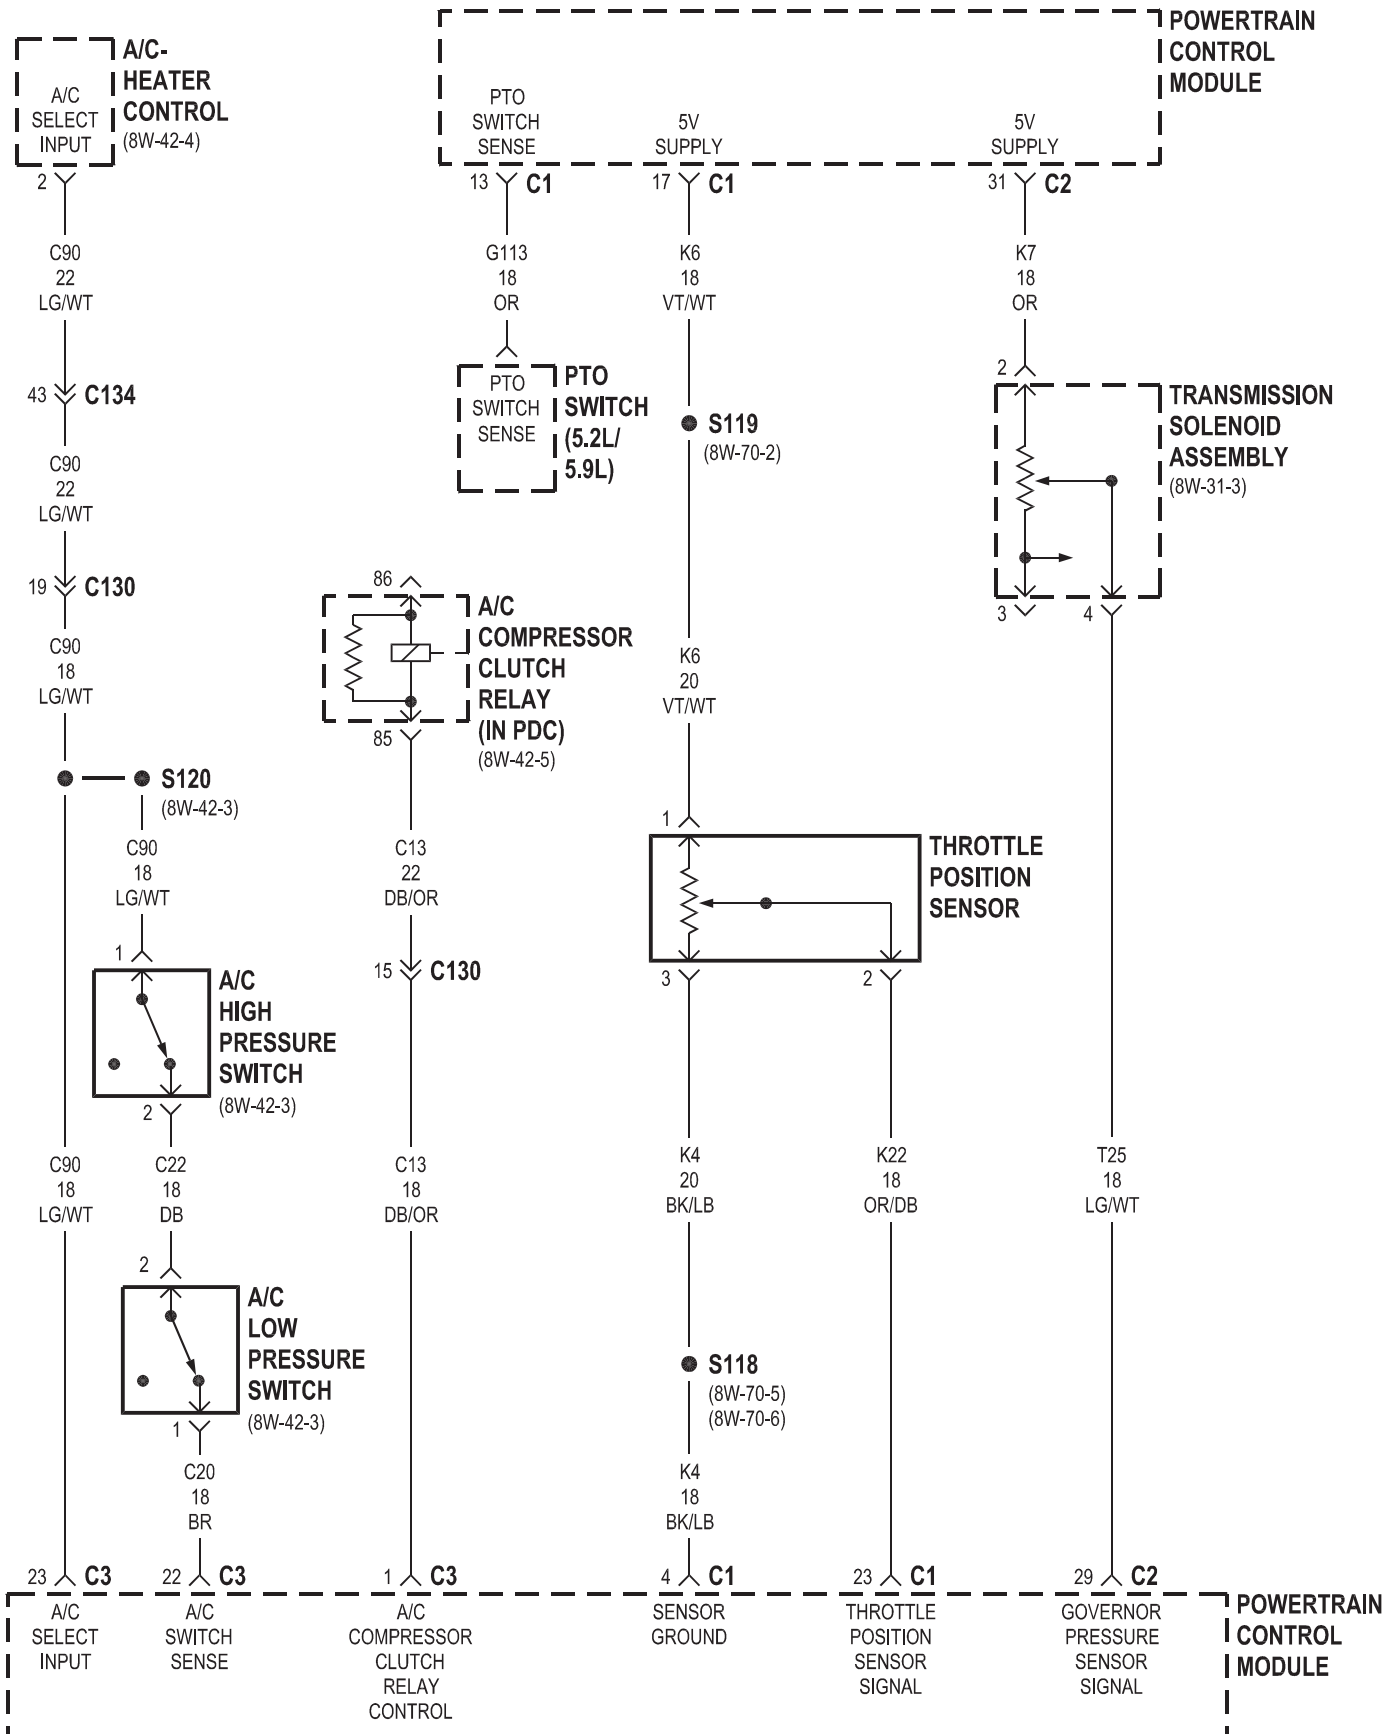 POWERTRAIN
CONTROL
MODULE
A/C-
HEATER
CONTROL
(8W-42-4)
A/C
SELECT
INPUT
PTO
SWITCH
SENSE
5V
SUPPLY
5V
SUPPLY
2
13 C1
17 C1
31 C2
C90
22
LG/WT
G113
18
OR
K6
18
VT/WT
K7
18
OR
43 C134
PTO
SWITCH
SENSE
PTO
SWITCH
(5.2L/
5.9L)
S119
(8W-70-2)
2
TRANSMISSION
SOLENOID
ASSEMBLY
(8W-31-3)
3
4
C90
22
LG/WT
19 C130
86
A/C
COMPRESSOR
CLUTCH
RELAY
(IN PDC)
(8W-42-5)
85
C90
18
LG/WT
K6
20
VT/WT
S120
(8W-42-3)
C90
18
LG/WT
C13
22
DB/OR
1
THROTTLE
POSITION
SENSOR
3
2
1
A/C
HIGH
PRESSURE
SWITCH
(8W-42-3)
2
15 C130
C90
18
LG/WT
C22
18
DB
C13
18
DB/OR
K4
20
BK/LB
K22
18
OR/DB
T25
18
LG/WT
2
A/C
LOW
PRESSURE
SWITCH
(8W-42-3)
1
S118
(8W-70-5)
(8W-70-6)
C20
18
BR
K4
18
BK/LB
23 C3
22 C3
1 C3
4 C1
23 C1
29 C2
A/C
SELECT
INPUT
A/C
SWITCH
SENSE
A/C
COMPRESSOR
CLUTCH
RELAY
CONTROL
SENSOR
GROUND
THROTTLE
POSITION
SENSOR
SIGNAL
GOVERNOR
PRESSURE
SENSOR
SIGNAL
POWERTRAIN
CONTROL
MODULE